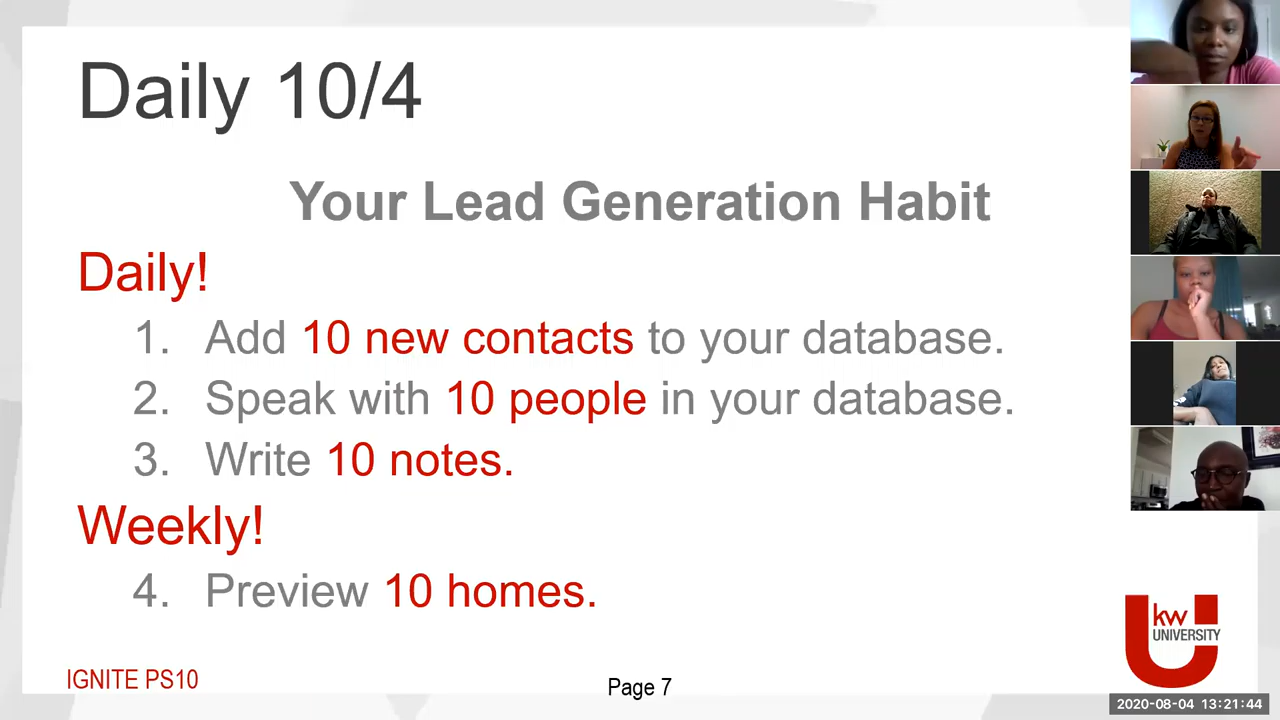 Daily 10/4
Your Lead Generation Habit
Daily!
1. Add 10 new contacts to your database.
2. Speak with 10 people in your database.
3. Write 10 notes.
Weekly!
4. Preview 10 homes.
kw
UNIVERSITY
IGNITE PS10
Page 7
2020-08-04 13:21:44